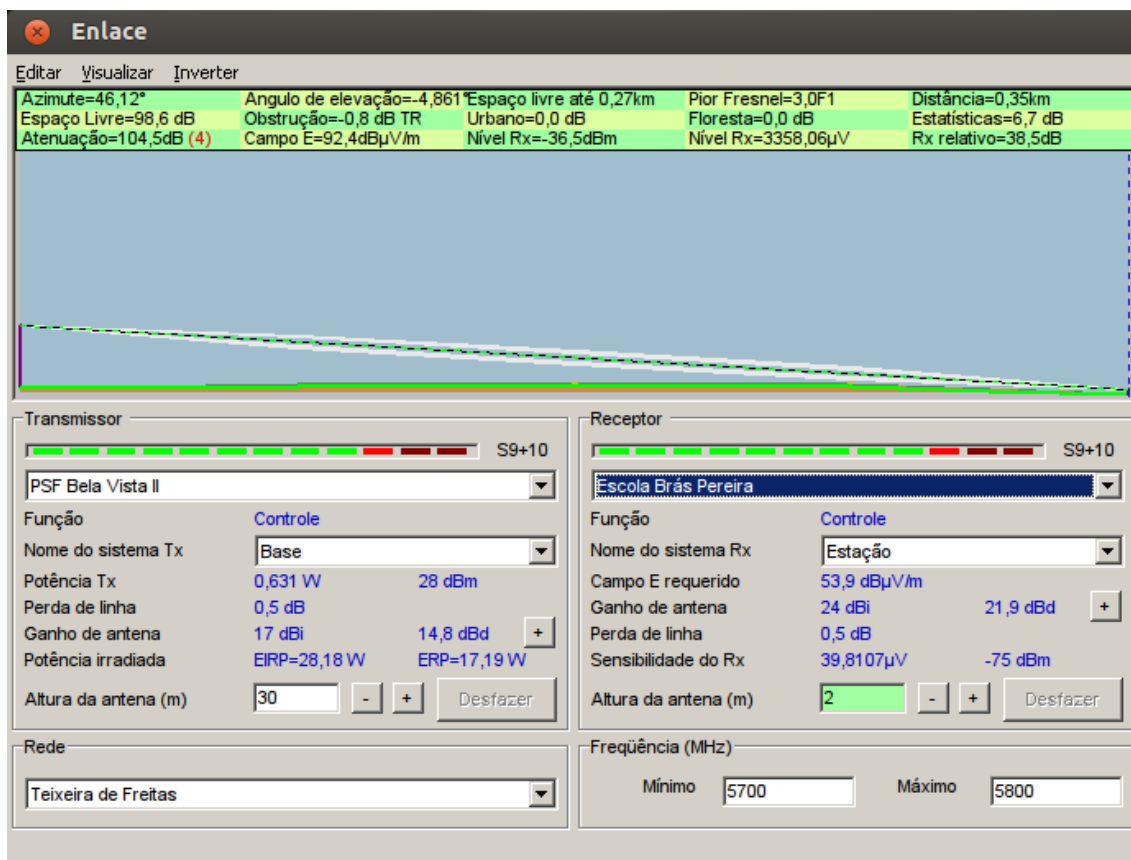 Enlace
Editar Visualizar Inverter
Azimute=46,12° Angulo de elevação=-4,861° Espaço livre até 0,27km Pior Fresnel=3,0F1 Distância=0,35km
Espaço Livre=98,6 dB Obstrução=-0,8 dB TR Urbano=0,0 dB Floresta=0,0 dB Estatísticas=6,7 dB
Atenuação=104,5dB (4) Campo E=92,4dBµV/m Nível Rx=-36,5dBm Nível Rx=3358,06µV Rx relativo=38,5dB
Transmissor
S9+10
PSF Bela Vista II
Função Controle
Nome do sistema Tx Base
Potência Tx 0,631 W 28 dBm
Perda de linha 0,5 dB
Ganho de antena 17 dBi 14,8 dBd +
Potência irradiada EIRP=28,18 W ERP=17,19 W
Altura da antena (m) 30 - + Desfazer
Receptor
S9+10
Escola Brás Pereira
Função Controle
Nome do sistema Rx Estação
Campo E requerido 53,9 dBµV/m
Ganho de antena 24 dBi 21,9 dBd +
Perda de linha 0,5 dB
Sensibilidade do Rx 39,8107µV -75 dBm
Altura da antena (m) 2 - + Desfazer
Rede
Teixeira de Freitas
Freqüência (MHz)
Mínimo 5700 Máximo 5800